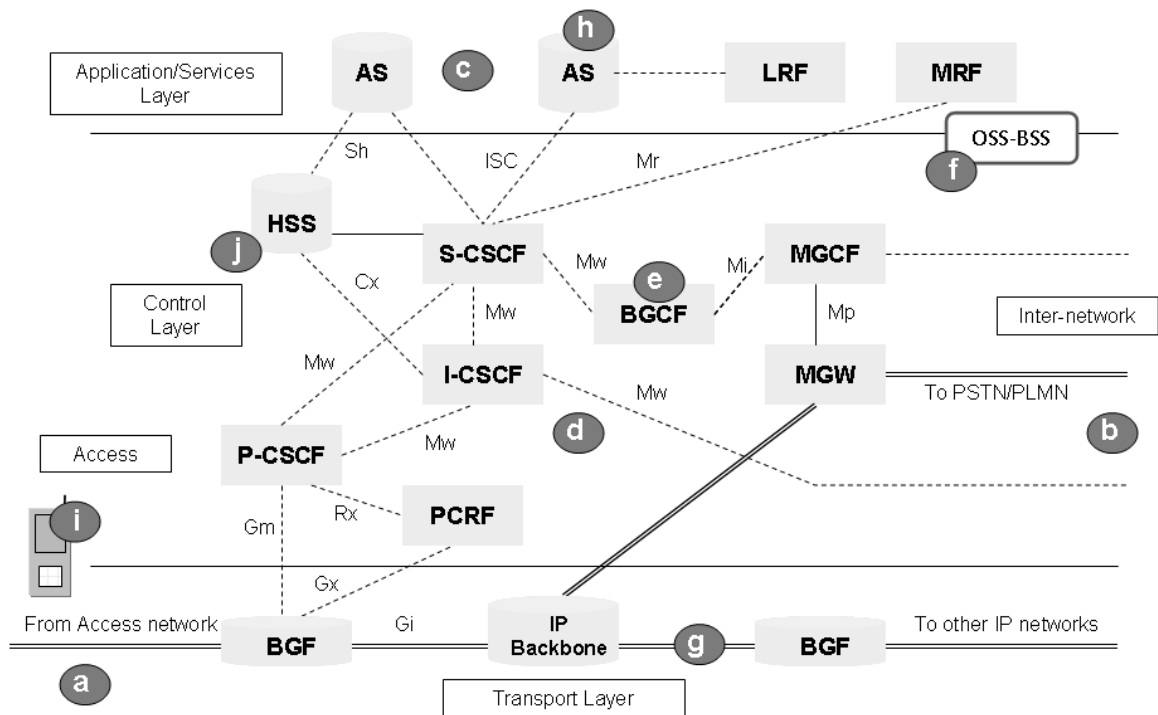 h
Application/Services
Layer
AS
c
AS
LRF
MRF
OSS-BSS
f
Sh
ISC
Mr
HSS
j
S-CSCF
Mw
e
BGCF
Mi
MGCF
Cx
Control
Layer
Mw
Mp
Inter-network
Mw
I-CSCF
Mw
MGW
To PSTN/PLMN
d
b
Access
P-CSCF
Mw
i
Gm
Rx
PCRF
Gx
From Access network
BGF
Gi
IP
Backbone
g
BGF
To other IP networks
a
Transport Layer